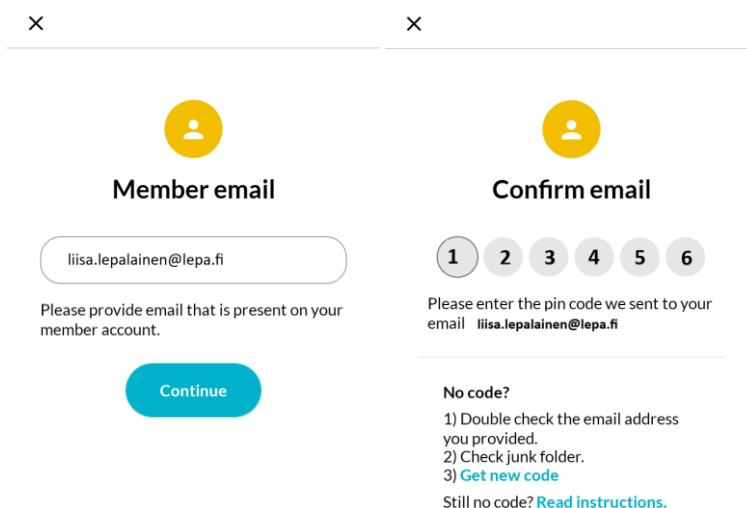 Member email
liisa.lepalainen@lepa.fi
Please provide email that is present on your
member account.
Continue
Confirm email
1 2 3 4 5 6
Please enter the pin code we sent to your
email liisa.lepalainen@lepa.fi
No code?
1) Double check the email address
you provided.
2) Check junk folder.
3) Get new code
Still no code? Read instructions.